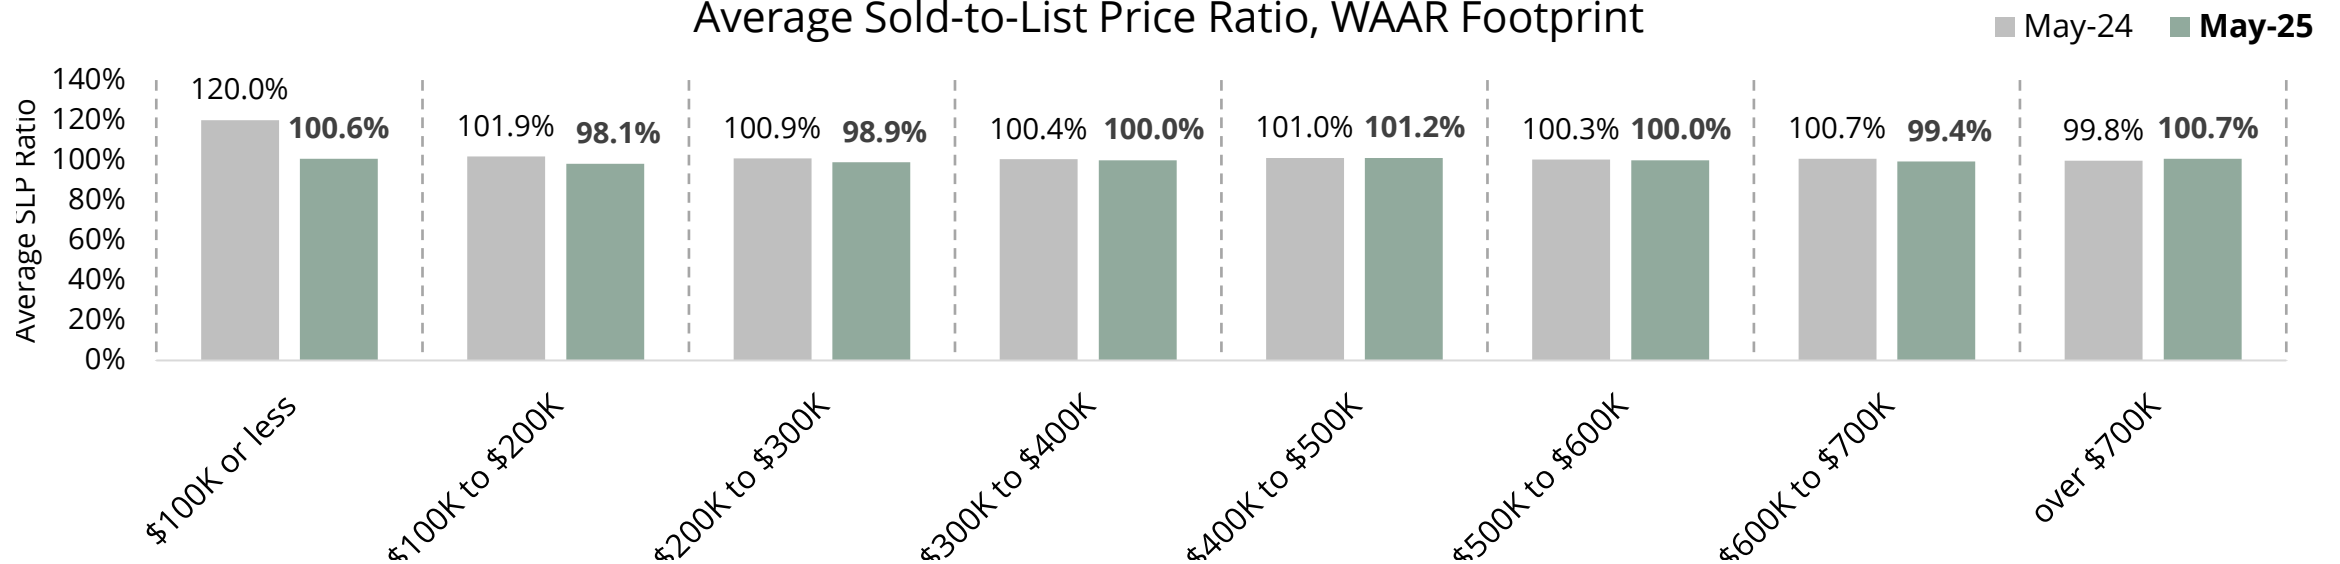 Average Sold-to-List Price Ratio, WAAR Footprint
May-24
May-25
Average SLP Ratio
140%
120%
100%
80%
60%
40%
20%
0%
120.0%
100.6%
101.9%
98.1%
100.9%
98.9%
100.4%
100.0%
101.0%
101.2%
100.3%
100.0%
100.7%
99.4%
99.8%
100.7%
$100K or less
$100K to $200K
$200K to $300K
$300K to $400K
$400K to $500K
$500K to $600K
$600K to $700K
over $700K